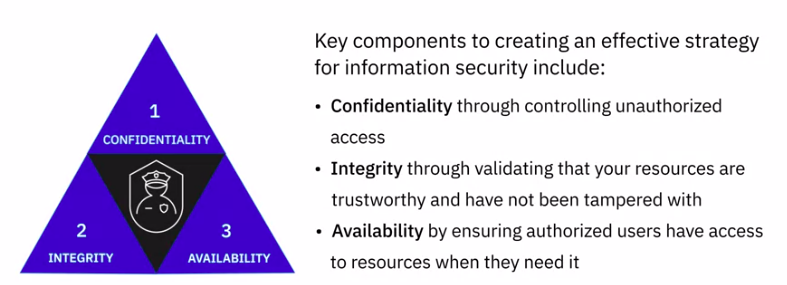 1
CONFIDENTIALITY
2
INTEGRITY
3
AVAILABILITY
Key components to creating an effective strategy
for information security include:
• Confidentiality through controlling unauthorized
access
• Integrity through validating that your resources are
trustworthy and have not been tampered with
• Availability by ensuring authorized users have access
to resources when they need it